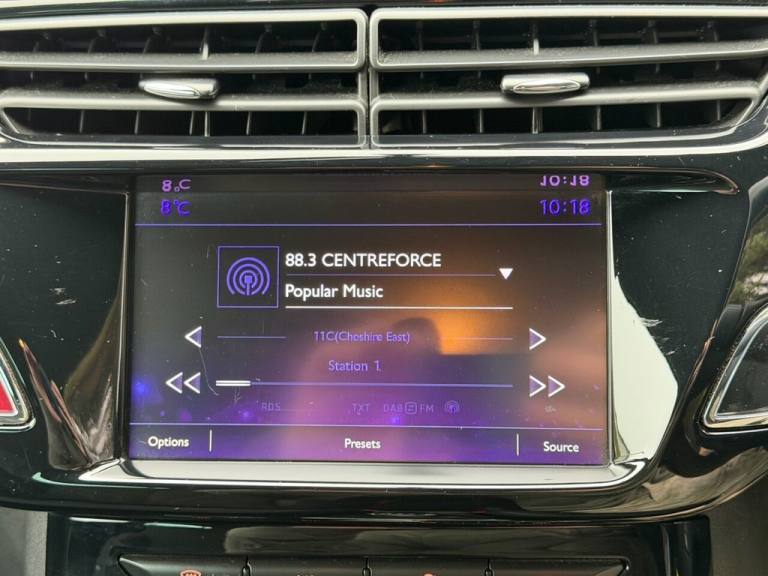 8°C 10:18
8°C 10:18
88.3 CENTREFORCE
Popular Music
11C(Cheshire East)
Station 1
RDS TXT DAB FM
Options Presets Source